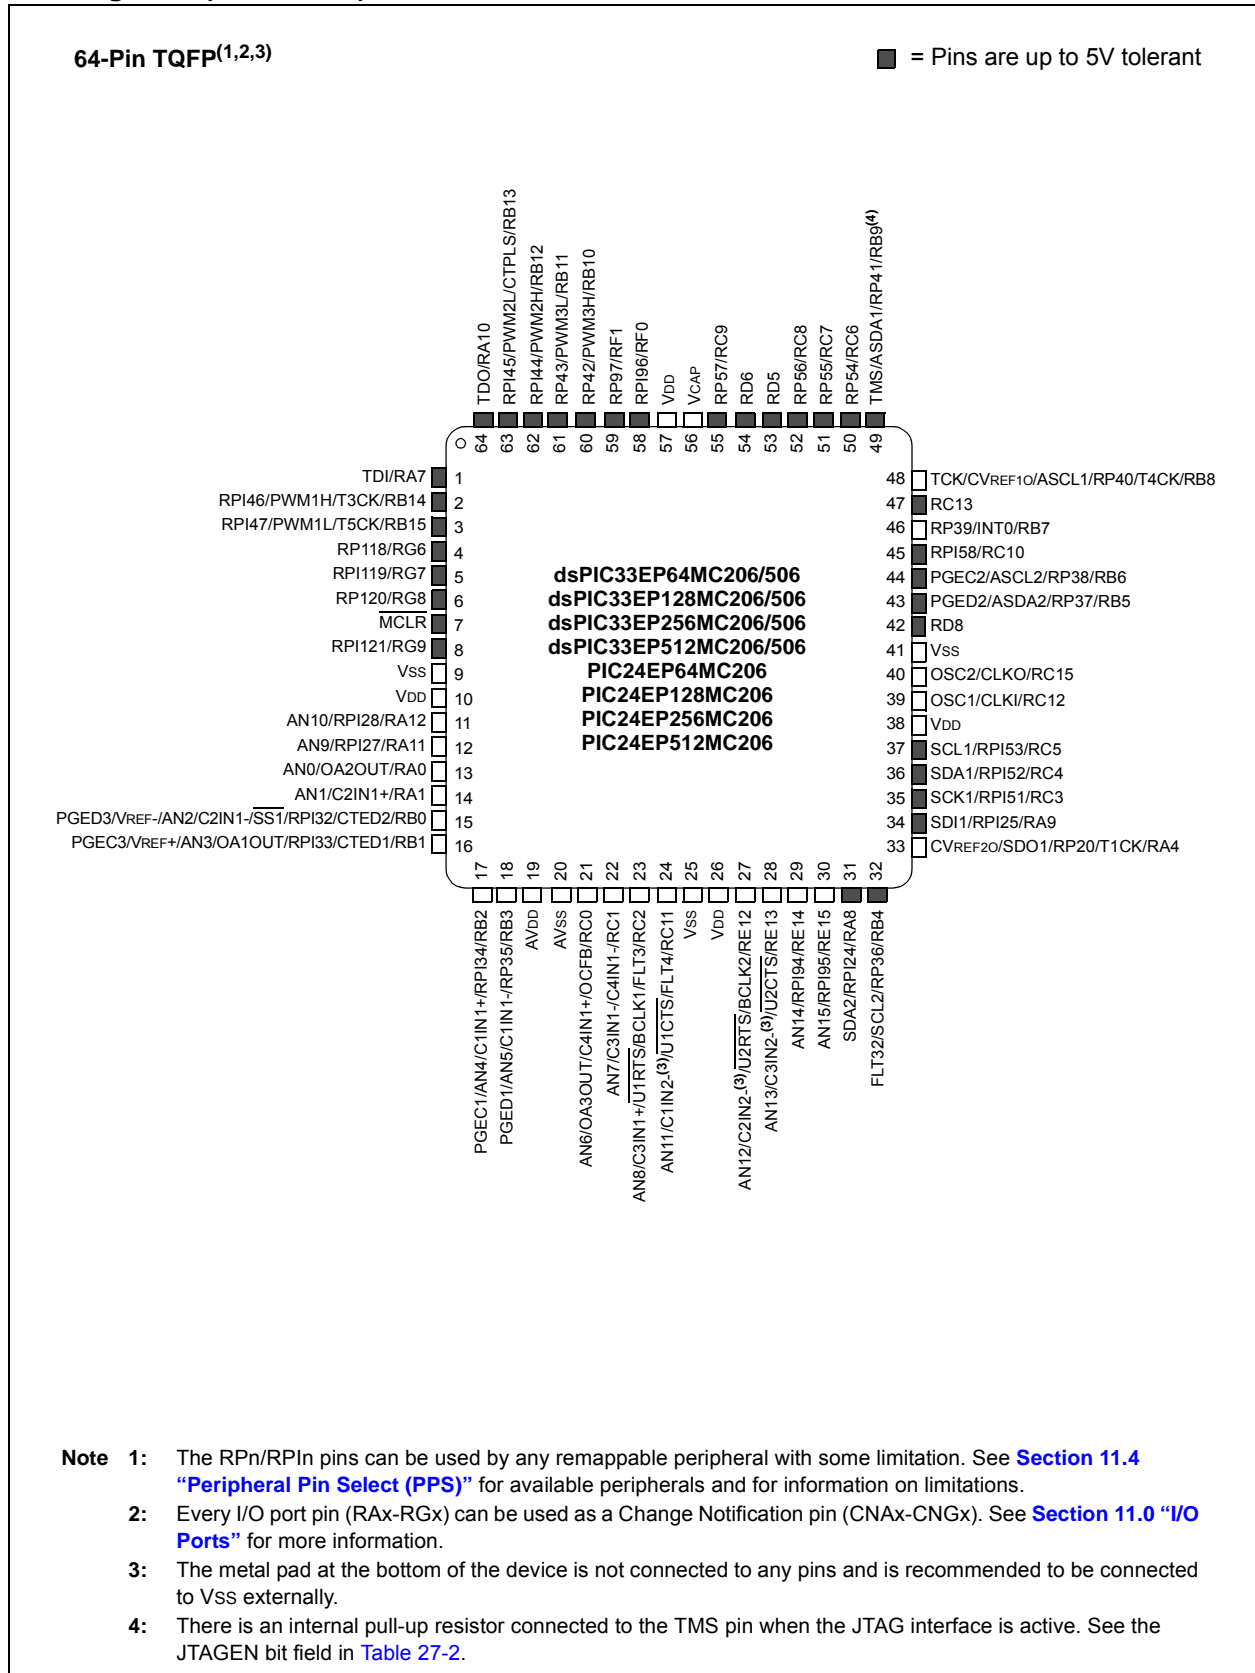 64-Pin TQFP(1,2,3)
= Pins are up to 5V tolerant
TDO/RA10
RPI45/PWM2L/CTPLS/RB13
RPI44/PWM2H/RB12
RP43/PWM3L/RB11
RP42/PWM3H/RB10
RP97/RF1
RPI96/RF0
VDD
VCAP
RP57/RC9
RD6
RD5
RP56/RC8
RP55/RC7
RP54/RC6
TMS/ASDA1/RP41/RB9(4)
64
63
62
61
60
59
58
57
56
55
54
53
52
51
50
49
TDI/RA7 1
RPI46/PWM1H/T3CK/RB14 2
RPI47/PWM1L/T5CK/RB15 3
RP118/RG6 4
RPI119/RG7 5
RP120/RG8 6
MCLR 7
RPI121/RG9 8
VSS 9
VDD 10
AN10/RPI28/RA12 11
AN9/RPI27/RA11 12
AN0/OA2OUT/RA0 13
AN1/C2IN1+/RA1 14
PGED3/VREF-/AN2/C2IN1-/SS1/RPI32/CTED2/RB0 15
PGEC3/VREF+/AN3/OA1OUT/RPI33/CTED1/RB1 16
dsPIC33EP64MC206/506
dsPIC33EP128MC206/506
dsPIC33EP256MC206/506
dsPIC33EP512MC206/506
PIC24EP64MC206
PIC24EP128MC206
PIC24EP256MC206
PIC24EP512MC206
48 TCK/CVREF1O/ASCL1/RP40/T4CK/RB8
47 RC13
46 RP39/INT0/RB7
45 RPI58/RC10
44 PGEC2/ASCL2/RP38/RB6
43 PGED2/ASDA2/RP37/RB5
42 RD8
41 VSS
40 OSC2/CLKO/RC15
39 OSC1/CLKI/RC12
38 VDD
37 SCL1/RPI53/RC5
36 SDA1/RPI52/RC4
35 SCK1/RPI51/RC3
34 SDI1/RPI25/RA9
33 CVREF2O/SDO1/RP20/T1CK/RA4
17
18
19
20
21
22
23
24
25
26
27
28
29
30
31
32
PGEC1/AN4/C1IN1+/RPI34/RB2
PGED1/AN5/C1IN1-/RP35/RB3
AVDD
AVSS
AN6/OA3OUT/C4IN1+/OCFB/RC0
AN7/C3IN1-/C4IN1-/RC1
AN8/C3IN1+/U1RTS/BCLK1/FLT3/RC2
AN11/C1IN2-(3)/U1CTS/FLT4/RC11
VSS
VDD
AN12/C2IN2-(3)/U2RTS/BCLK2/RE12
AN13/C3IN2-(3)/U2CTS/RE13
AN14/RPI94/RE14
AN15/RPI95/RE15
SDA2/RPI24/RA8
FLT32/SCL2/RP36/RB4
Note 1: The RPn/RPIn pins can be used by any remappable peripheral with some limitation. See Section 11.4
"Peripheral Pin Select (PPS)" for available peripherals and for information on limitations.
2: Every I/O port pin (RAx-RGx) can be used as a Change Notification pin (CNAx-CNGx). See Section 11.0 "I/O
Ports" for more information.
3: The metal pad at the bottom of the device is not connected to any pins and is recommended to be connected
to VSS externally.
4: There is an internal pull-up resistor connected to the TMS pin when the JTAG interface is active. See the
JTAGEN bit field in Table 27-2.